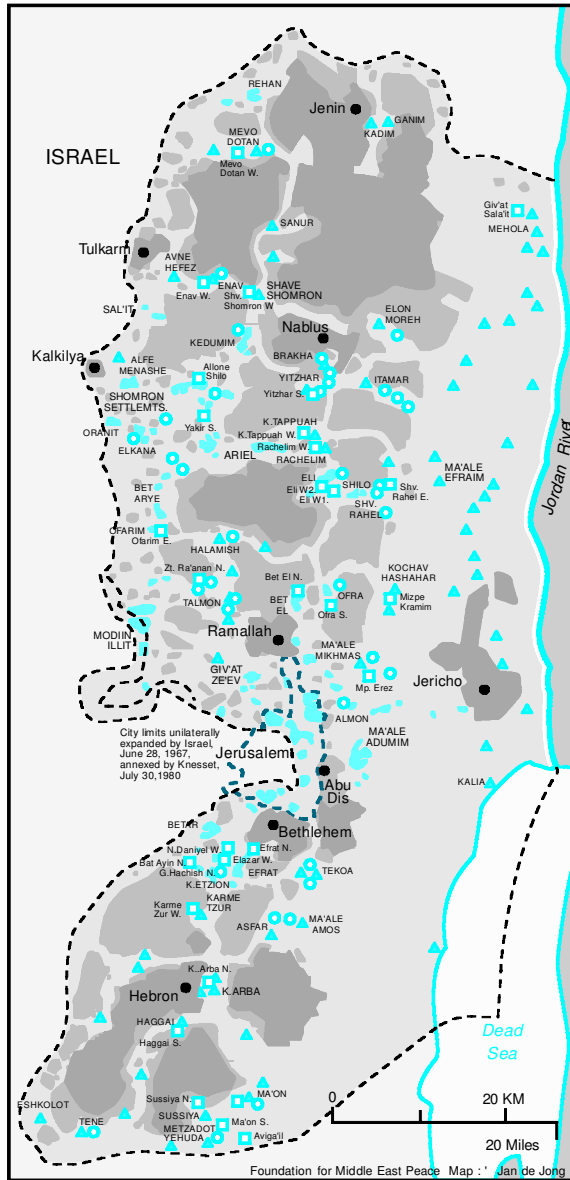 REHAN
Jenin
GANIM
KADIM
MEVO
DOTAN
Mevo
Dotan W.
ISRAEL
Giv'at
Sala'it
MEHOLA
SANUR
Tulkarm
AVNE
HEFEZ
ENAV
Enav W.
Shv.
Shomron W
SHAVE
SHOMRON
SAL'IT
ELON
MOREH
Nablus
KEDUMIM
BRAKHA
Kalkilya
ALFE
MENASHE
Allone
Shilo
YITZHAR
Yitzhar S.
ITAMAR
SHOMRON
SETTLEMTS.
ORANIT
Yakir S.
K.TAPPUAH
K.Tappuah W.
Rachelim W.
RACHELIM
ELKANA
ARIEL
ELI
Eli W2.
Eli W1.
SHILO
Shv.
Rahel E.
SHV.
RAHEL
MA'ALE
EFRAIM
Jordan River
BET
ARYE
OFARIM
Ofarim E.
HALAMISH
Zt. Ra'anan N.
TALMON
Bet El N.
BET
EL
OFRA
Ofra S.
KOCHAV
HASHAHAR
Mizpe
Kramim
MODIIN
ILLIT
Ramallah
GIV'AT
ZE'EV
MA'ALE
MIKHMAS
Mp. Erez
Jericho
ALMON
City limits unilaterally
expanded by Israel,
June 28, 1967,
annexed by Knesset,
July 30,1980
Jerusalem
MA'ALE
ADUMIM
Abu
Dis
KALIA
BETAR
Bethlehem
N.Daniyel W.
Efrat N.
Bat Ayin N.
Elazar W.
G.Hachish N.
EFRAT
TEKOA
K.ETZION
KARME
TZUR
Karme
Zur W.
ASFAR
MA'ALE
AMOS
K..Arba N.
Hebron
K.ARBA
HAGGAI
Haggai S.
Dead
Sea
ESHKOLOT
TENE
Sussiya N.
MA'ON
SUSSIYA
Ma'on S.
METZADOT
YEHUDA
Aviga'il
0 20 KM
20 Miles
Foundation for Middle East Peace Map : ' Jan de Jong